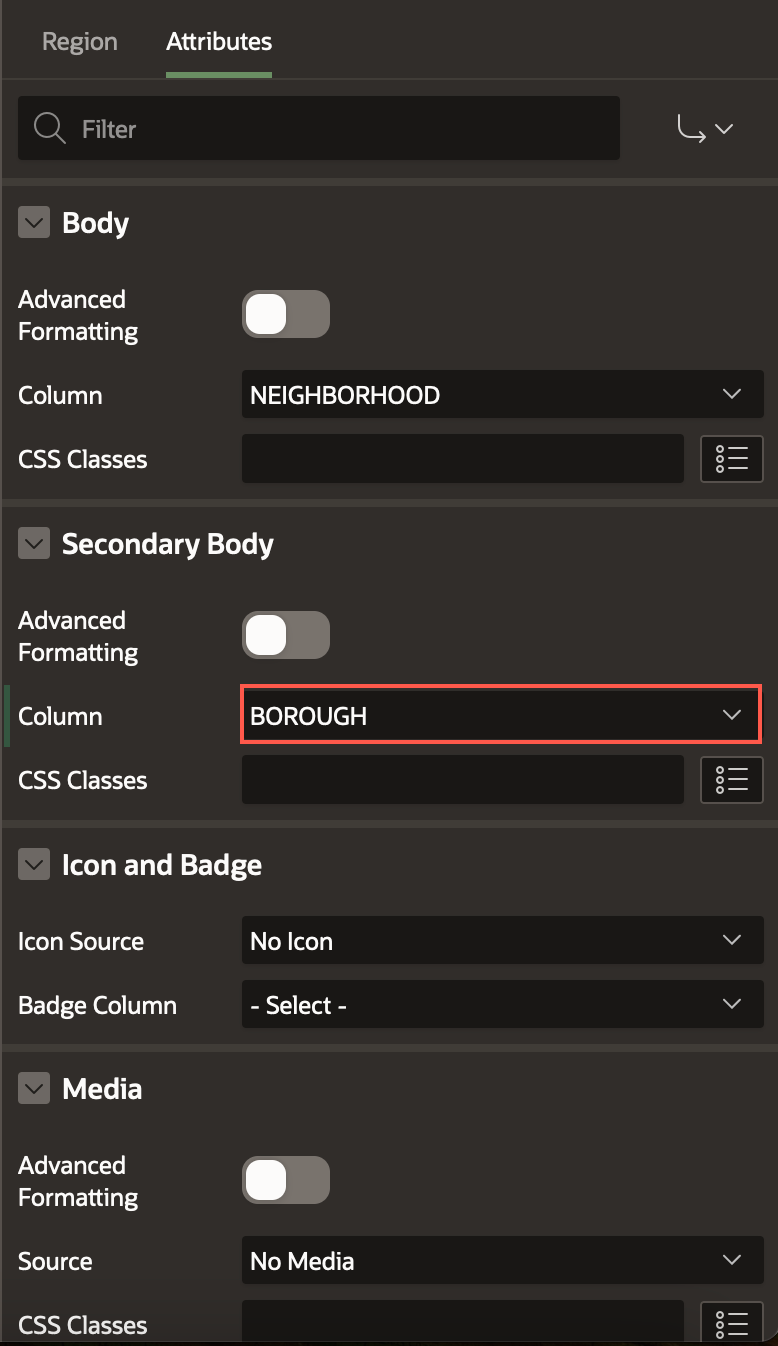 Region Attributes
Filter
Body
Advanced
Formatting
Column NEIGHBORHOOD
CSS Classes
Secondary Body
Advanced
Formatting
Column BOROUGH
CSS Classes
Icon and Badge
Icon Source No Icon
Badge Column - Select -
Media
Advanced
Formatting
Source No Media
CSS Classes